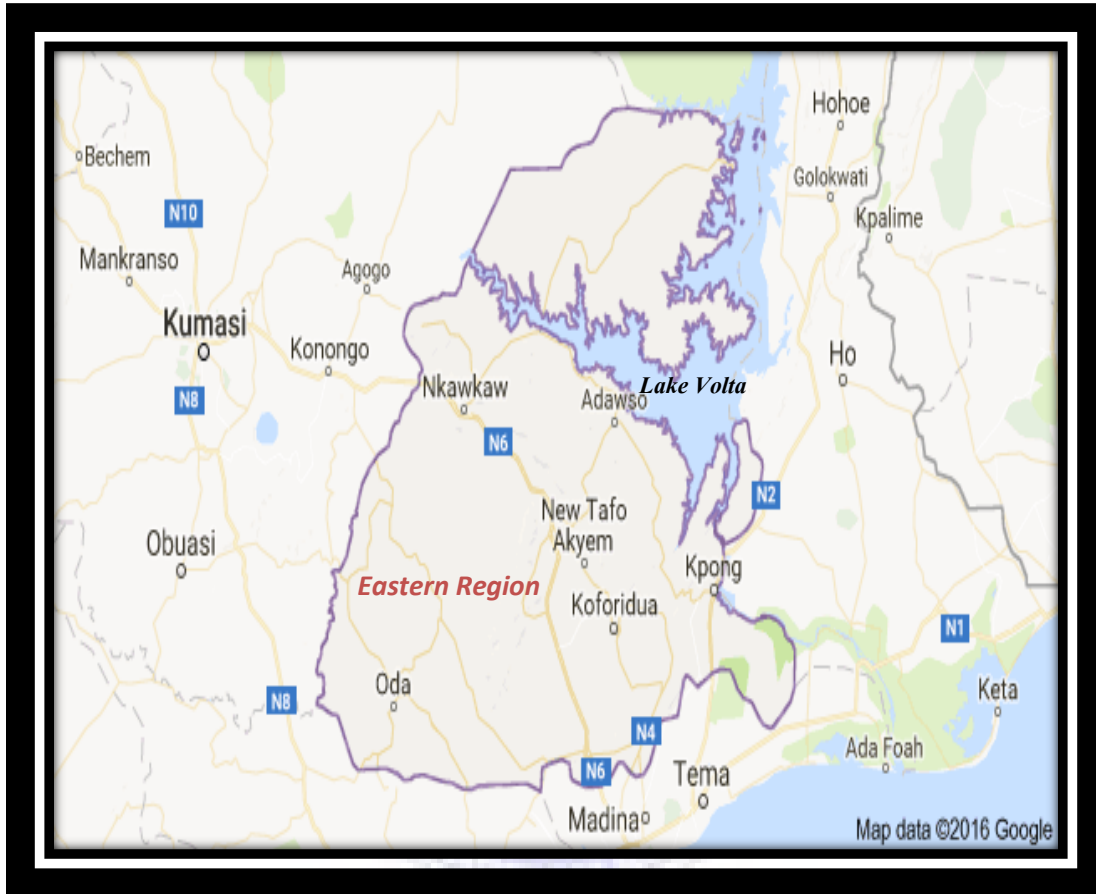 Hohoe
Bechem
Golokwati
N10
Kpalime
Mankranso
Agogo
Kumasi
Konongo
Ho
Lake Volta
Nkawkaw
Adawso
N8
N6
N2
New Tafo
Akyem
Obuasi
Kpong
Eastern Region
Koforidua
N1
Oda
Keta
N8
N4
Ada Foah
N6
Tema
Madina
Map data ©2016 Google